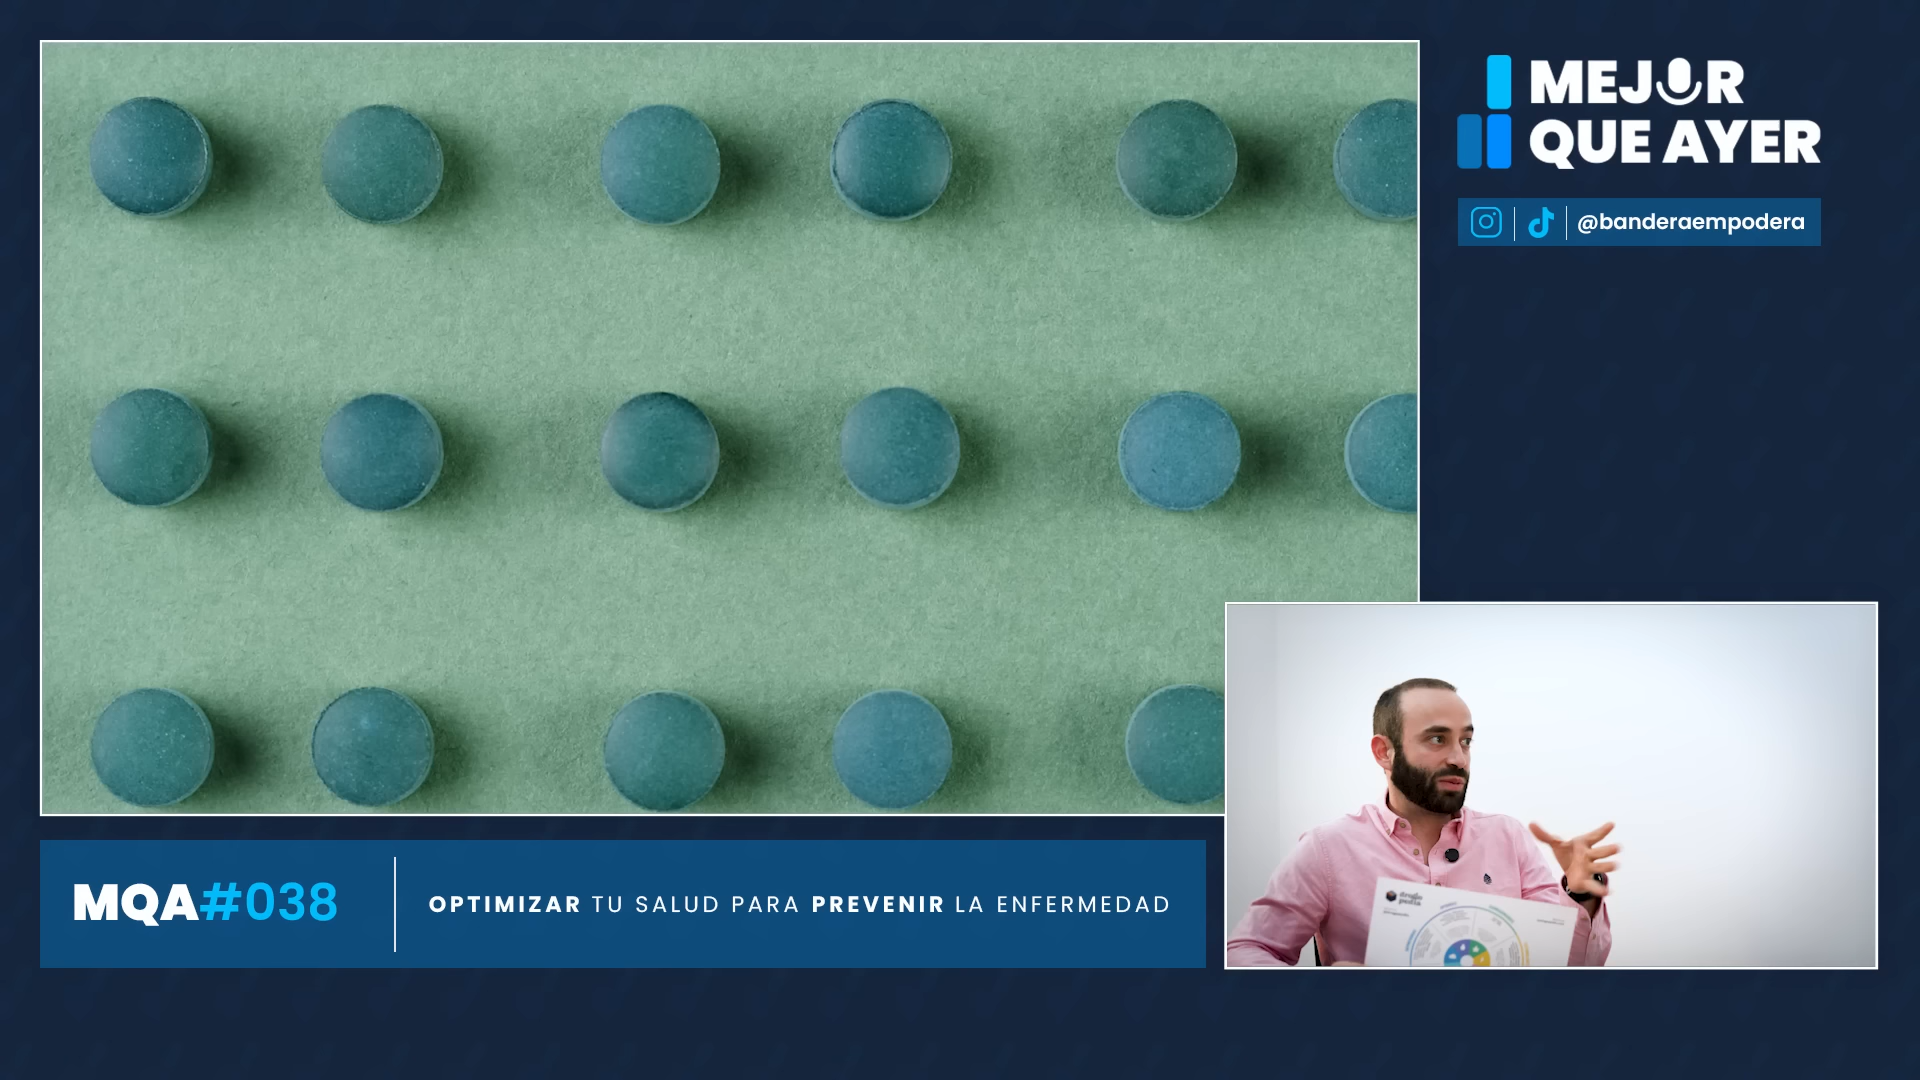 MEJOR
QUE AYER
@banderaempodera
MQA#038
OPTIMIZAR TU SALUD PARA PREVENIR LA ENFERMEDAD